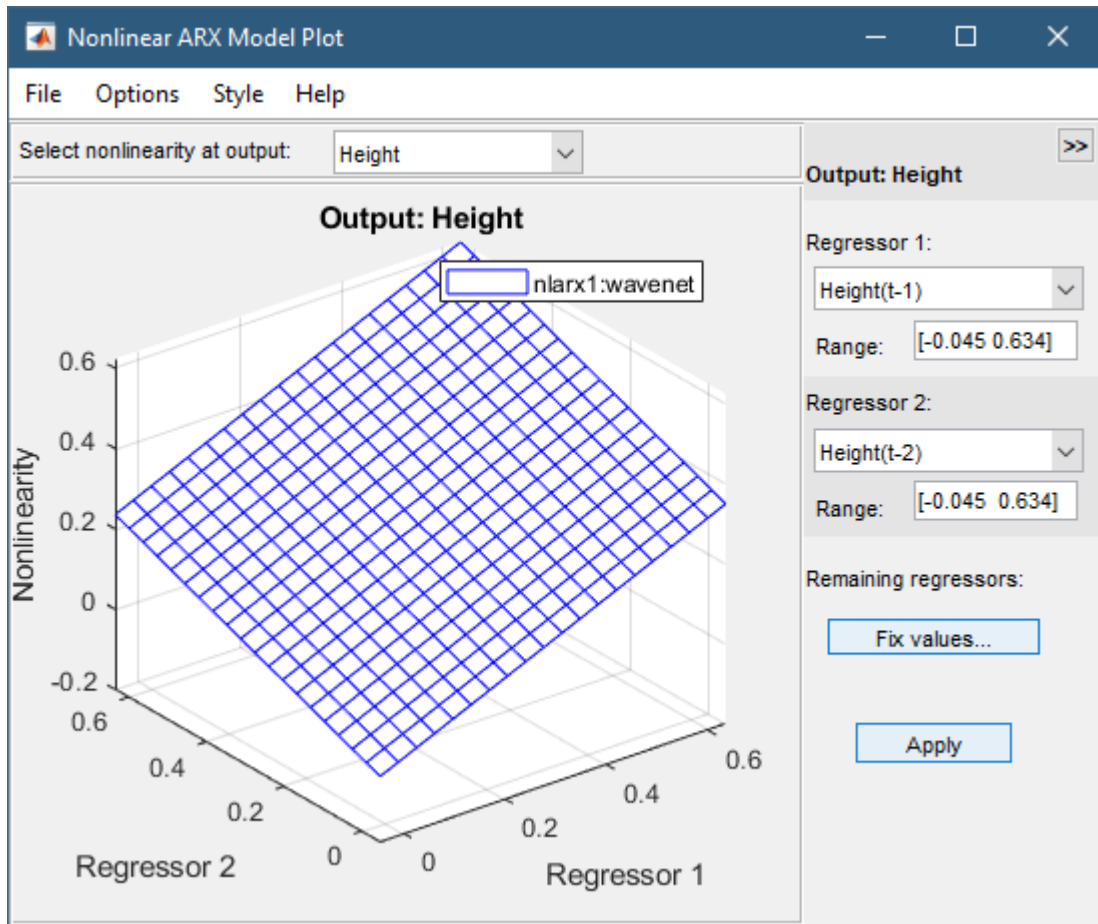 Nonlinear ARX Model Plot
File Options Style Help
Select nonlinearity at output: Height
>>
Output: Height
Output: Height
nlarx1:wavenet
Nonlinearity
0.6
0.4
0.2
0
-0.2
0.6
0.4
0.2
0
Regressor 2
0
0.2
0.4
0.6
Regressor 1
Regressor 1:
Height(t-1)
Range: [-0.045 0.634]
Regressor 2:
Height(t-2)
Range: [-0.045 0.634]
Remaining regressors:
Fix values...
Apply